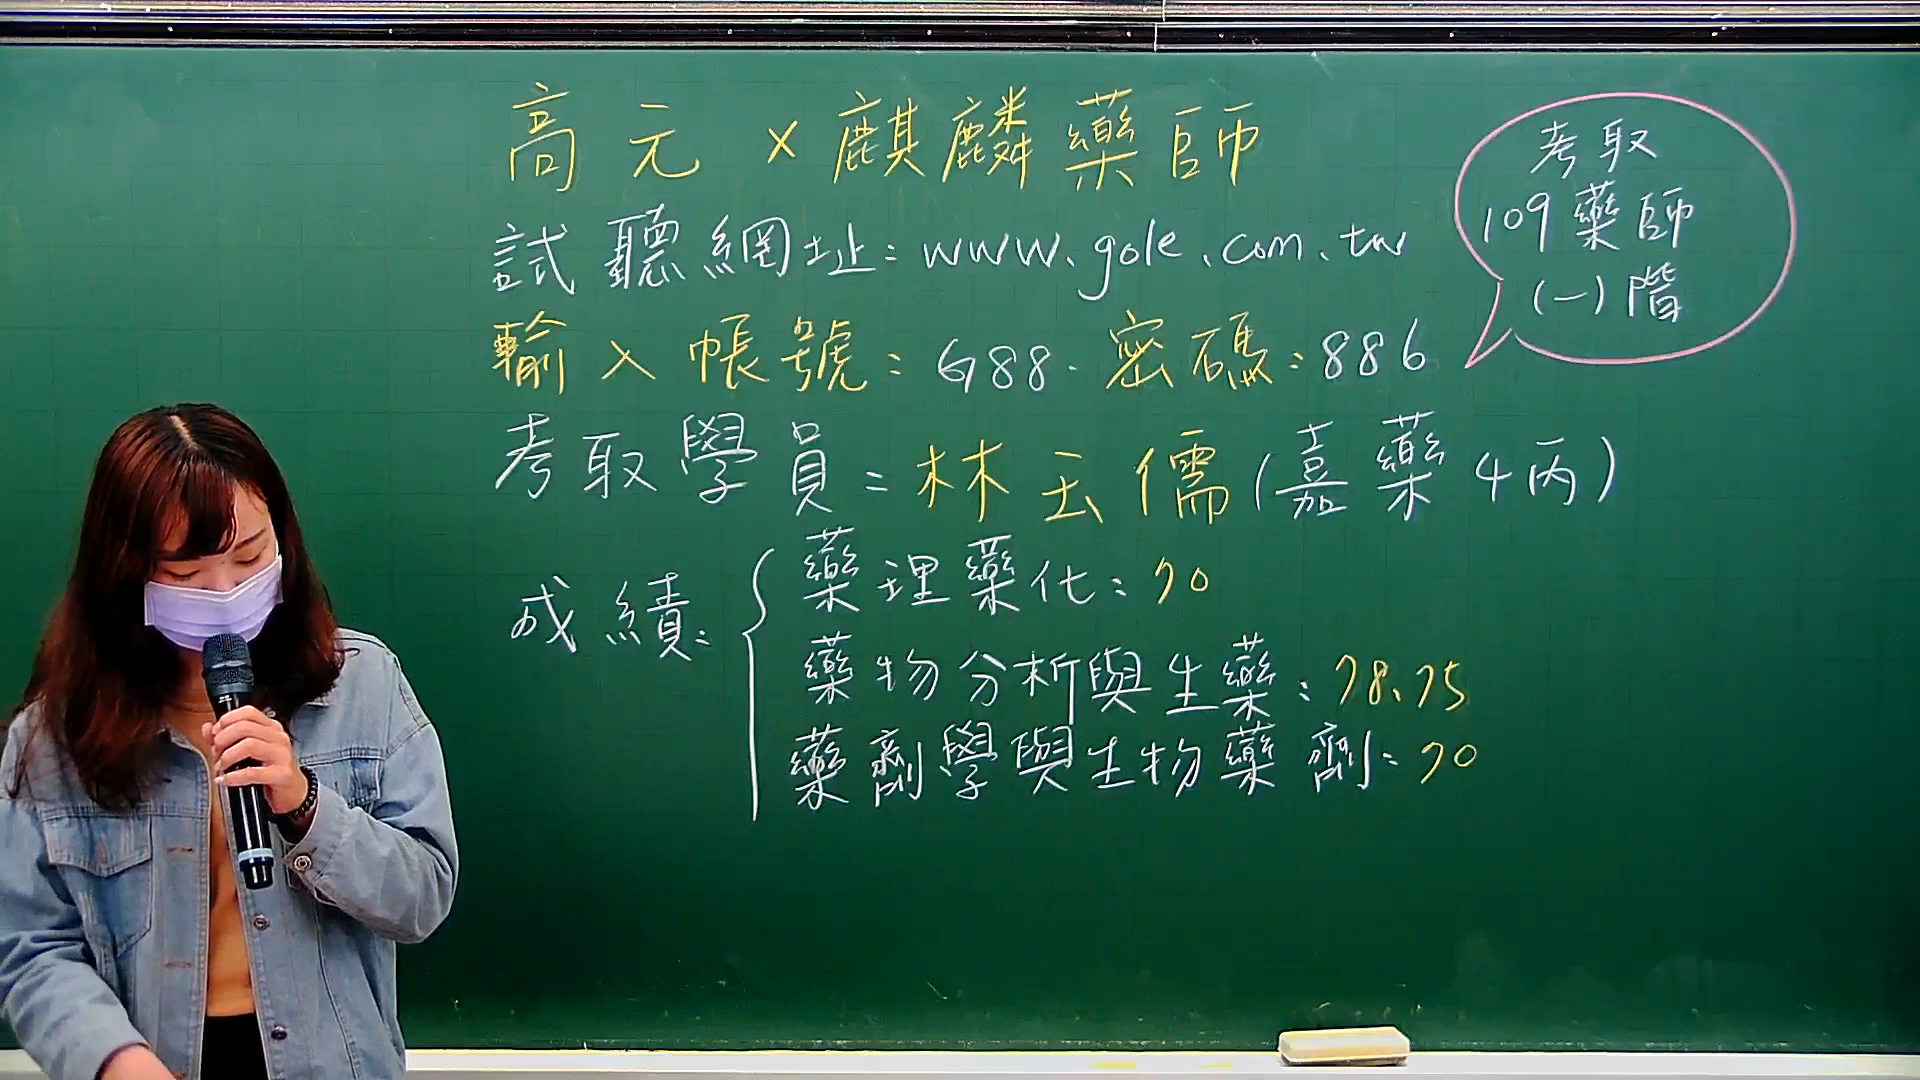 高元×麒麟藥師
試聽網址：www.gole.com.tw
輸入帳號：688．密碼：886
考取學員：林玉儒（嘉藥4丙）
成績：
藥理藥化：70
藥物分析與生藥：78.75
藥劑學與生物藥劑：70
考取
109藥師
（一）階